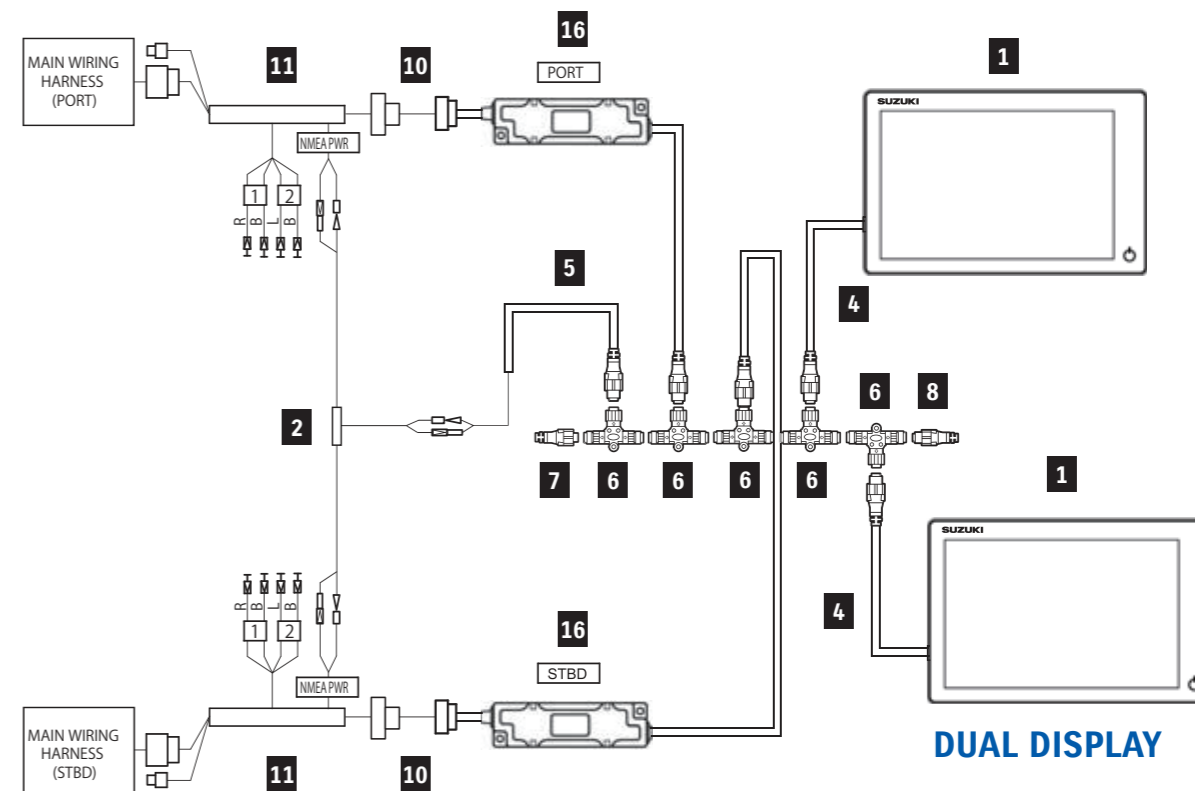 16
1
MAIN WIRING
HARNESS
(PORT)
11
10
PORT
SUZUKI
NMEA PWR
1
2
R
B
L
B
5
4
2
6
8
7
6
6
6
6
1
SUZUKI
R
B
L
B
1
2
4
16
STBD
NMEA PWR
MAIN WIRING
HARNESS
(STBD)
11
10
DUAL DISPLAY